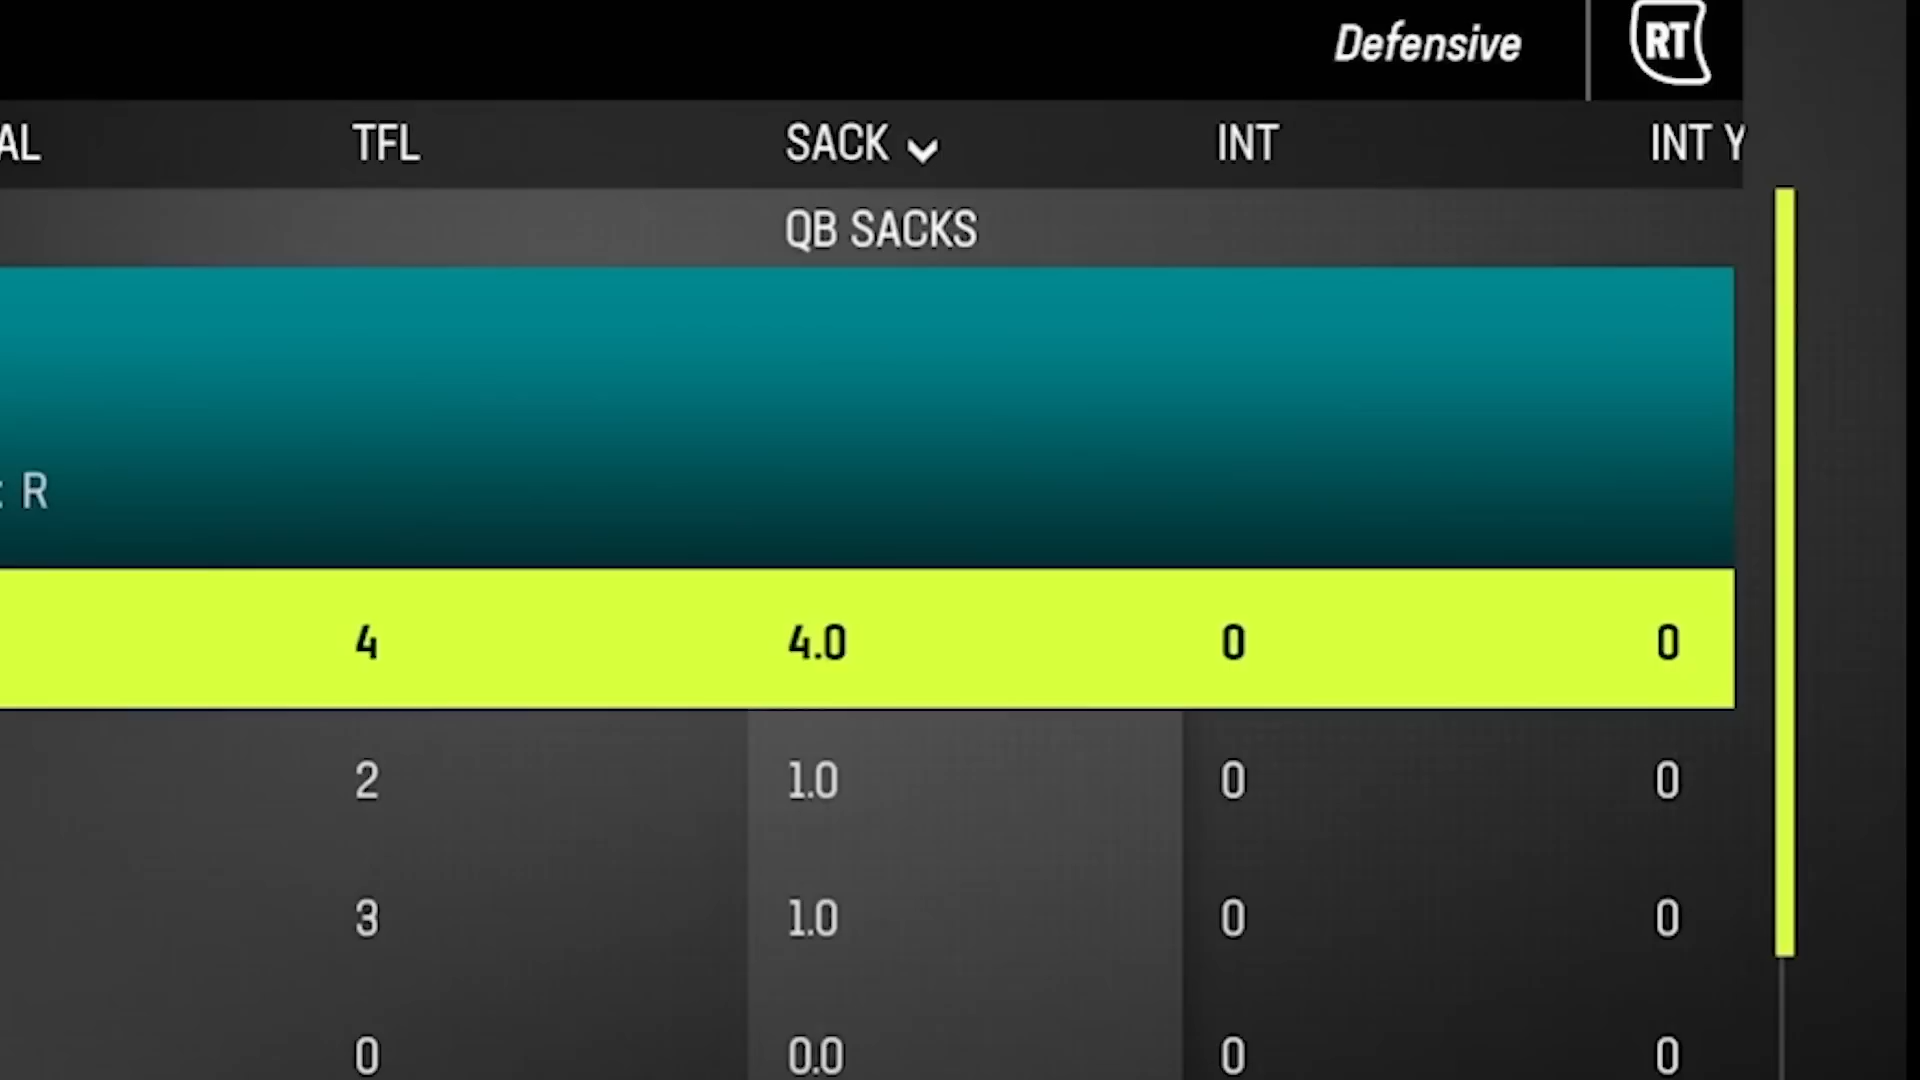 Defensive RT
AL TFL SACK INT INT Y
QB SACKS
: R
4 4.0 0 0
2 1.0 0 0
3 1.0 0 0
0 0.0 0 0